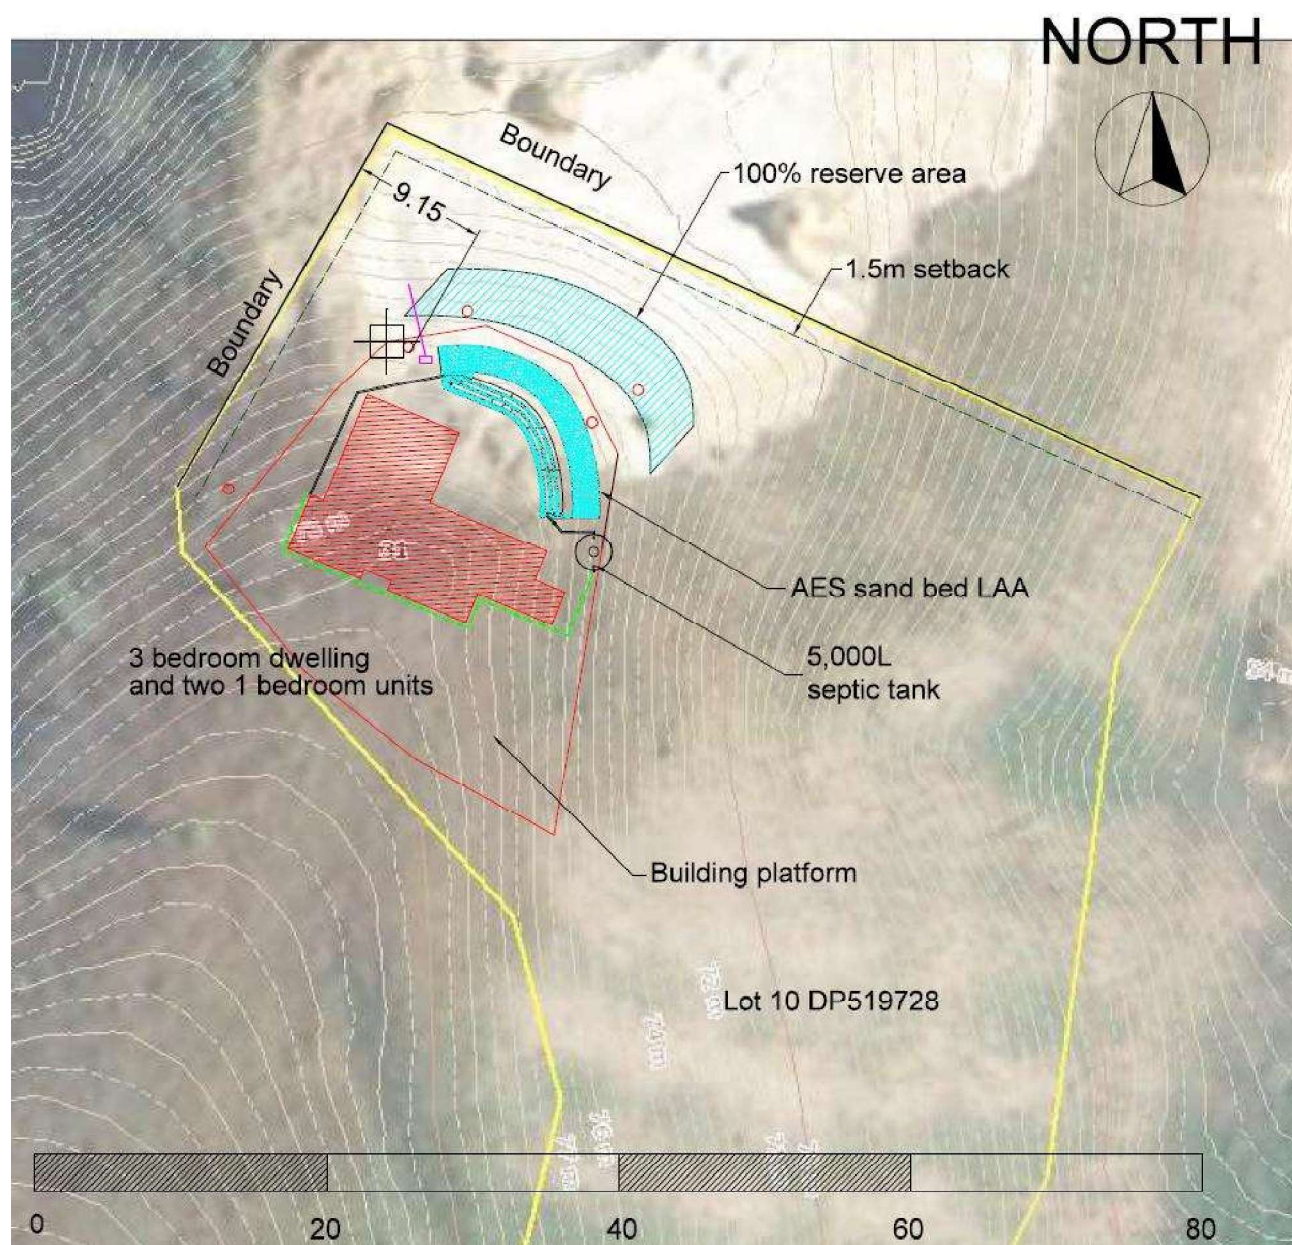 NORTH
Boundary
100% reserve area
9.15
1.5m setback
Boundary
AES sand bed LAA
3 bedroom dwelling
and two 1 bedroom units
5,000L
septic tank
Building platform
Lot 10 DP519728
0 20 40 60 80